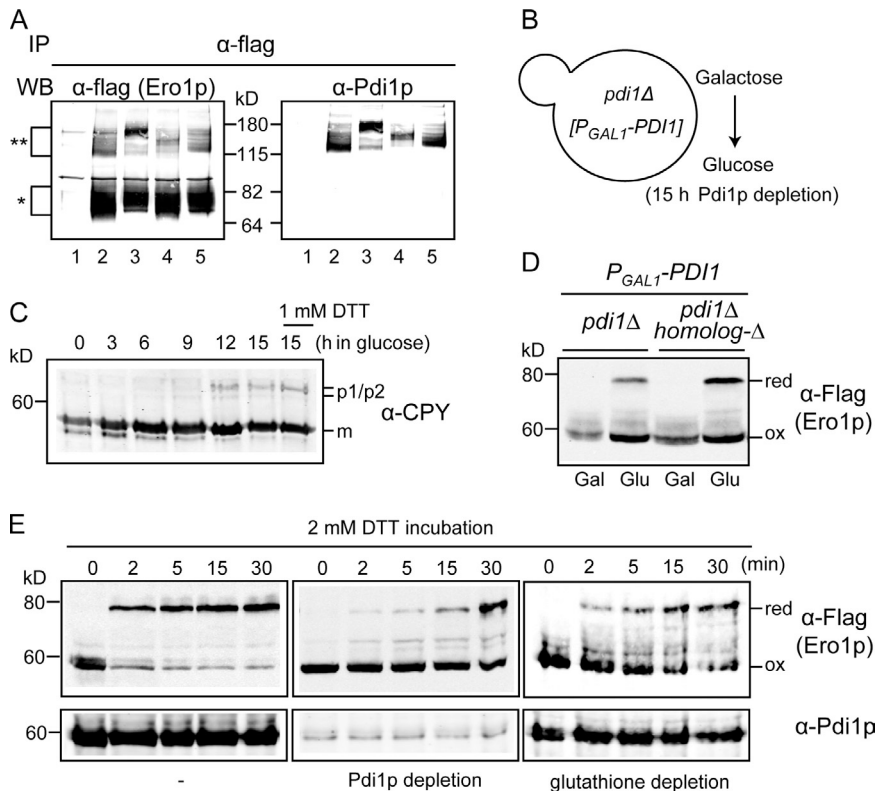 A
IP
α-flag
WB α-flag (Ero1p) kD α-Pdi1p
180
** 115
82
* 64
1 2 3 4 5 1 2 3 4 5
B
pdi1Δ
[P_GAL1-PDI1]
Galactose
Glucose
(15 h Pdi1p depletion)
C
1 mM DTT
0 3 6 9 12 15 15 (h in glucose)
kD
60
p1/p2
m
α-CPY
D
P_GAL1-PDI1
pdi1Δ pdi1Δ
homolog-Δ
kD
80 red
60 ox
α-Flag
(Ero1p)
Gal Glu Gal Glu
E
2 mM DTT incubation
0 2 5 15 30 0 2 5 15 30 0 2 5 15 30 (min)
kD
80 red
60 ox
α-Flag
(Ero1p)
60 α-Pdi1p
- Pdi1p depletion glutathione depletion